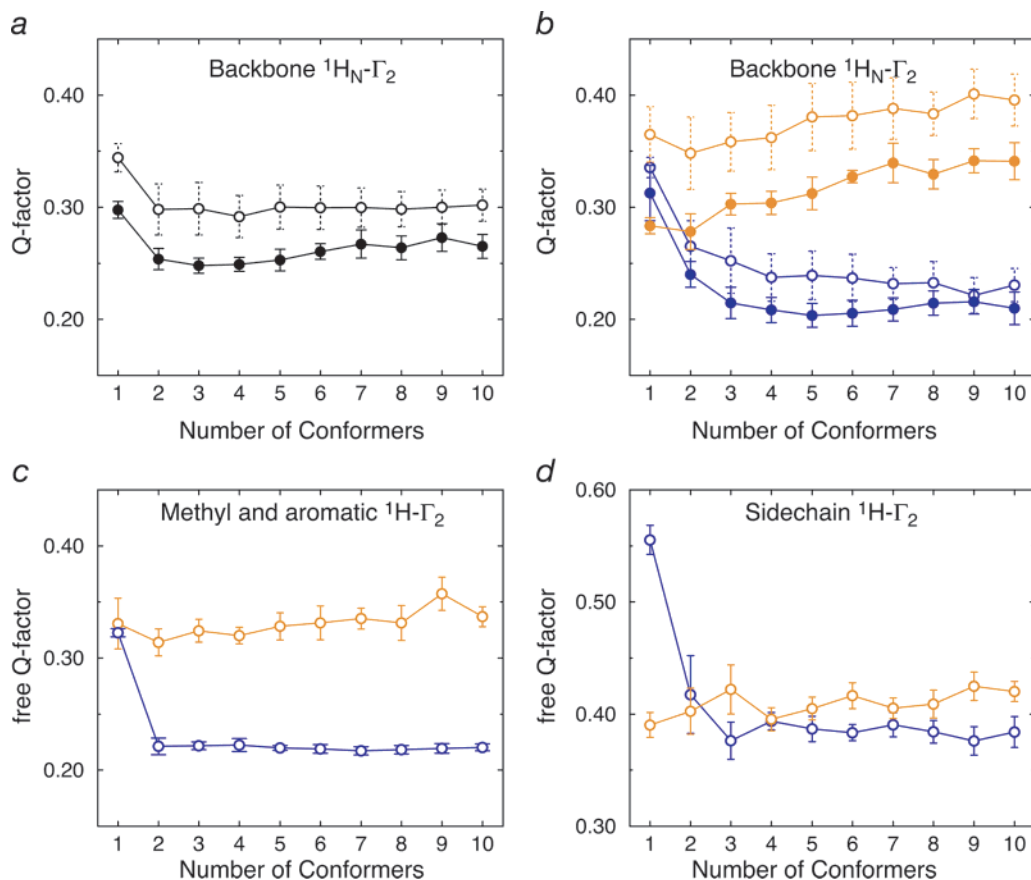 a
Backbone ¹H_N-Γ₂
0.40
0.30
0.20
Q-factor
1 2 3 4 5 6 7 8 9 10
Number of Conformers
b
Backbone ¹H_N-Γ₂
0.40
0.30
0.20
Q-factor
1 2 3 4 5 6 7 8 9 10
Number of Conformers
c
Methyl and aromatic ¹H-Γ₂
0.40
0.30
0.20
free Q-factor
1 2 3 4 5 6 7 8 9 10
Number of Conformers
d
Sidechain ¹H-Γ₂
0.60
0.50
0.40
0.30
free Q-factor
1 2 3 4 5 6 7 8 9 10
Number of Conformers